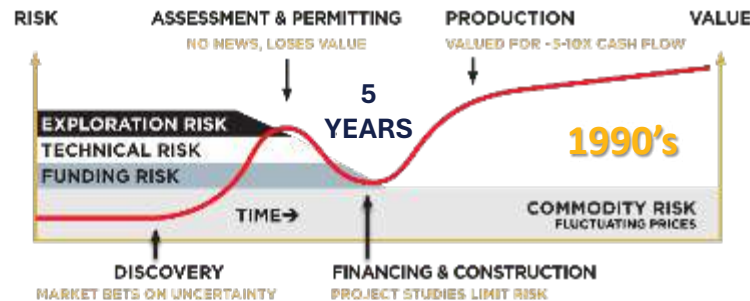 RISK
ASSESSMENT & PERMITTING
PRODUCTION
VALUE
NO NEWS, LOSES VALUE
VALUED FOR ~5-10X CASH FLOW
5
YEARS
EXPLORATION RISK
TECHNICAL RISK
FUNDING RISK
1990's
TIME→
COMMODITY RISK
FLUCTUATING PRICES
DISCOVERY
FINANCING & CONSTRUCTION
MARKET BETS ON UNCERTAINTY
PROJECT STUDIES LIMIT RISK